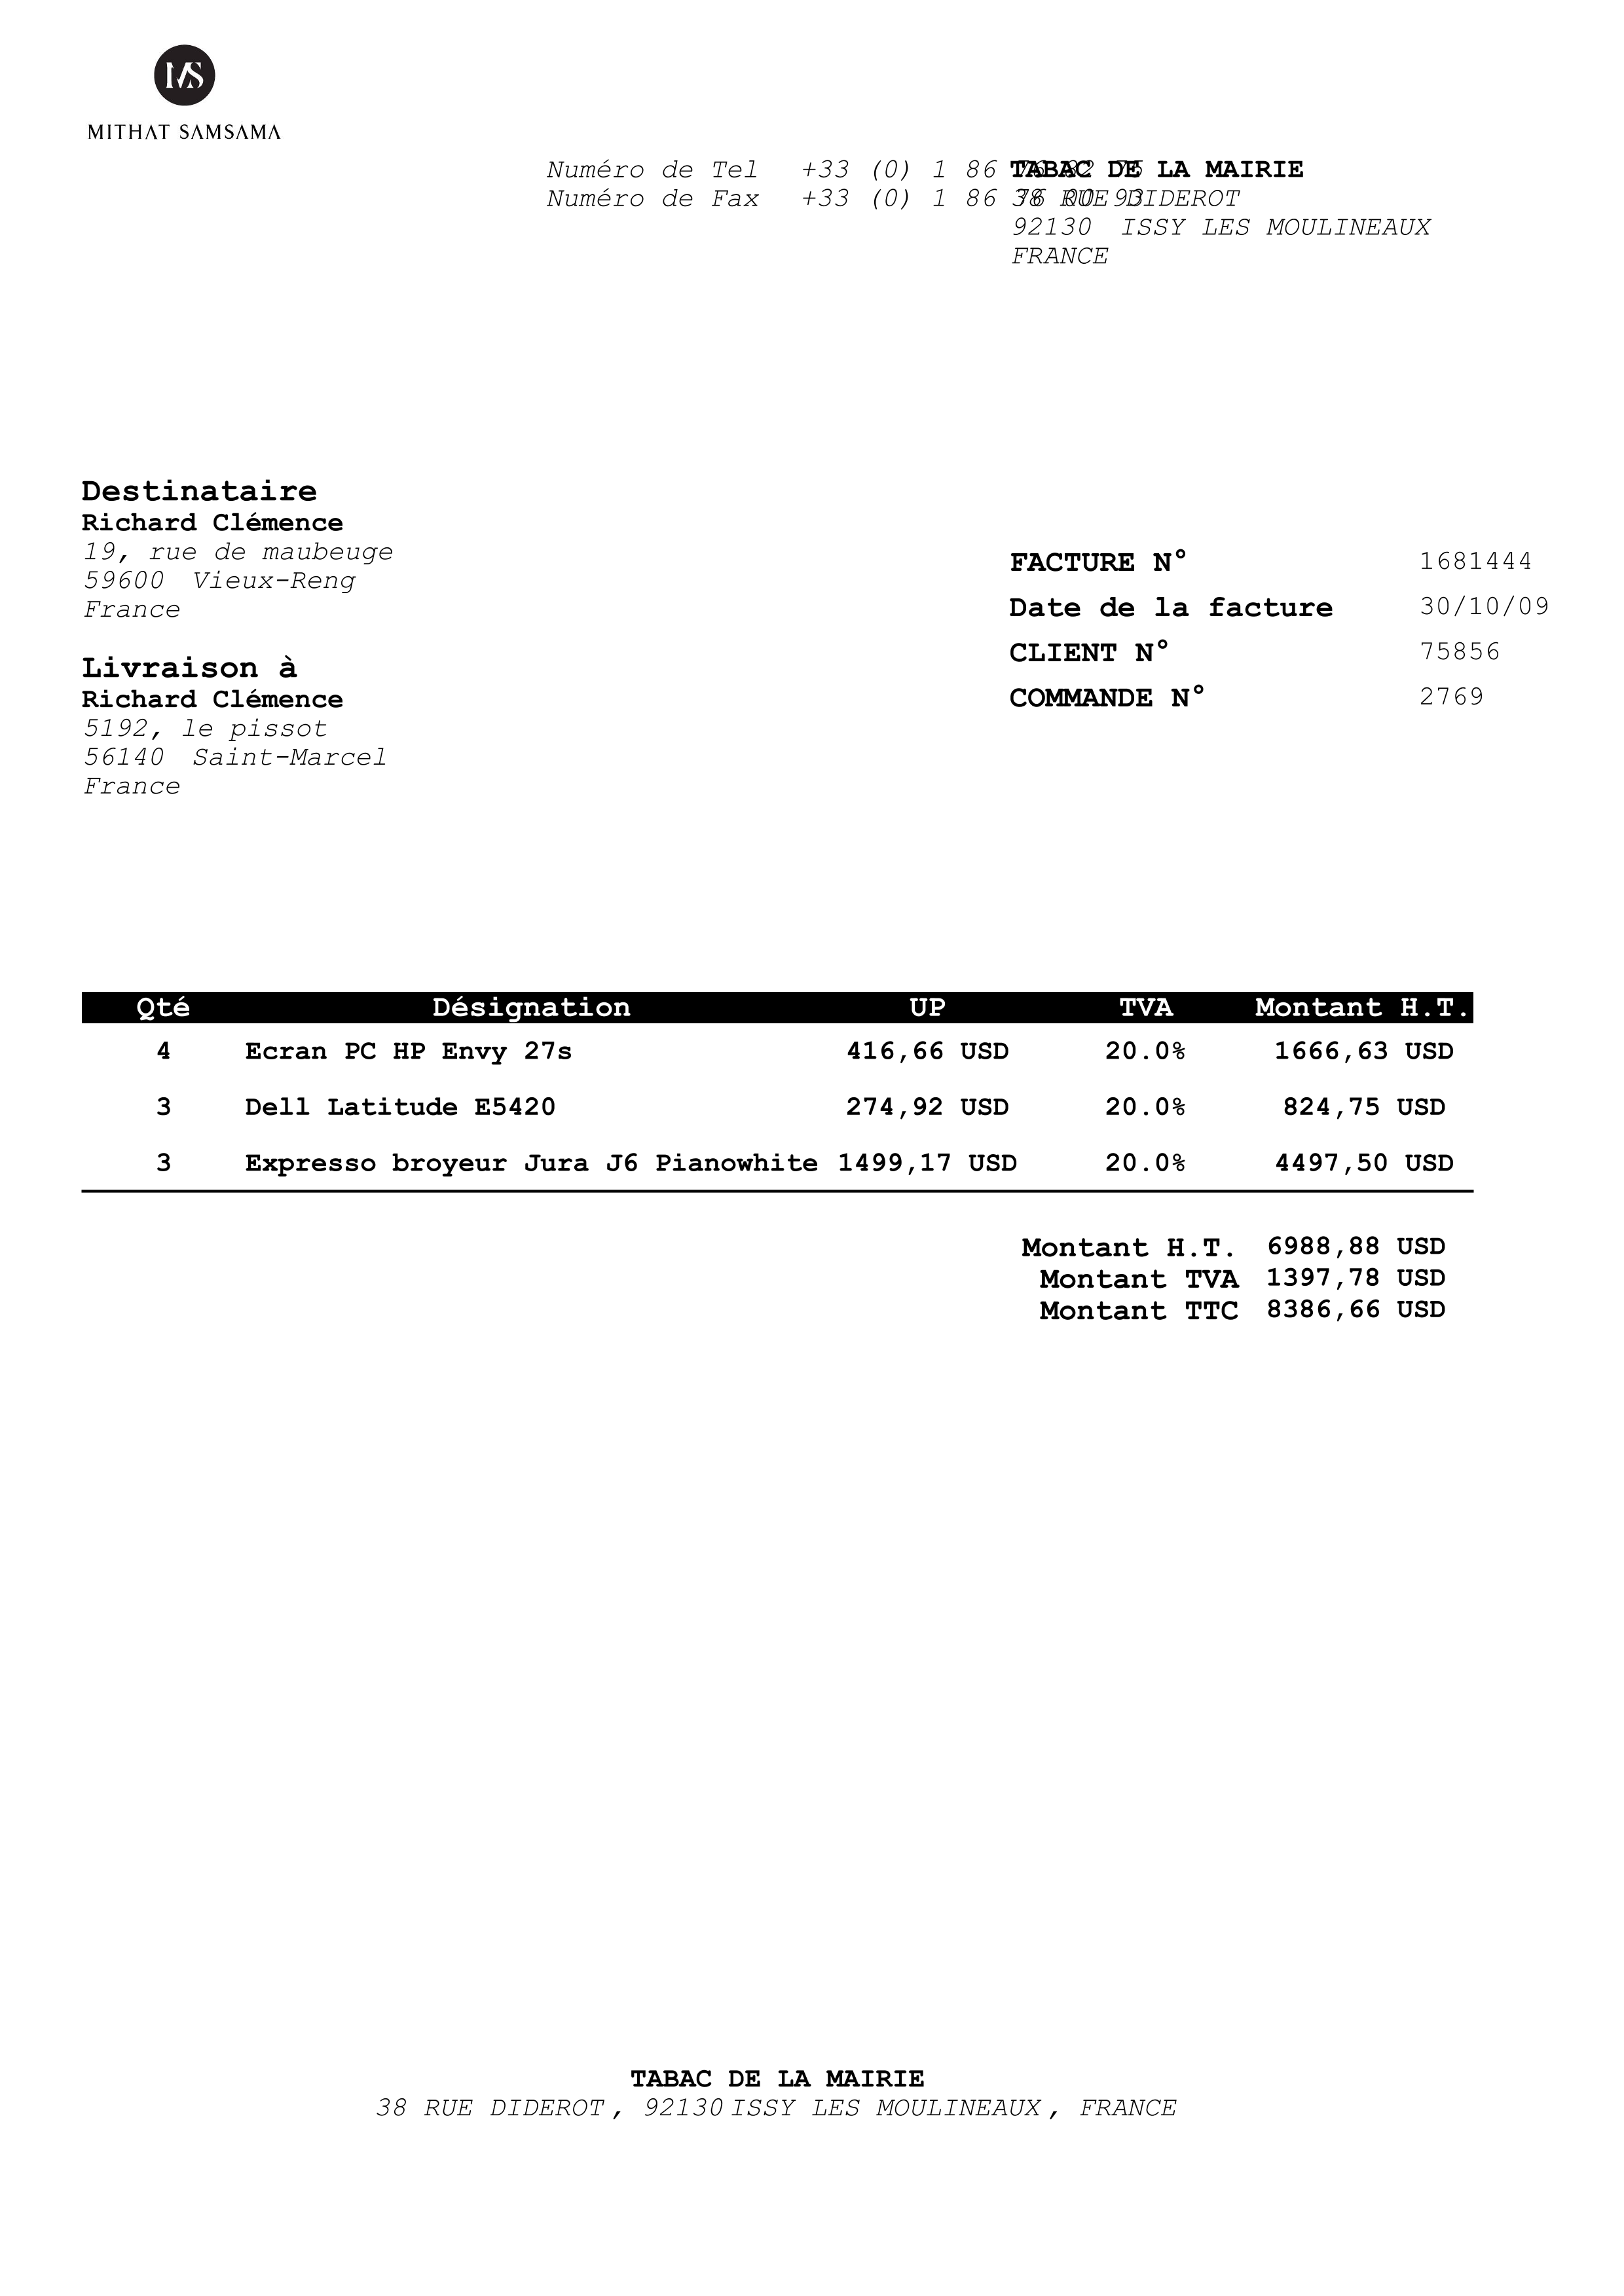 MS
MITHAT SAMSAMA
Numéro de Tel +33 (0) 1 86
TABAC DE LA MAIRIE
Numéro de Fax +33 (0) 1 86
38 RUE DIDEROT
92130 ISSY LES MOULINEAUX
FRANCE
Destinataire
Richard Clémence
19, rue de maubeuge
59600 Vieux-Reng
France
FACTURE N° 1681444
Date de la facture 30/10/09
CLIENT N° 75856
COMMANDE N° 2769
Livraison à
Richard Clémence
5192, le pissot
56140 Saint-Marcel
France
Qté Désignation UP TVA Montant H.T.
4 Ecran PC HP Envy 27s 416,66 USD 20.0% 1666,63 USD
3 Dell Latitude E5420 274,92 USD 20.0% 824,75 USD
3 Expresso broyeur Jura J6 Pianowhite 1499,17 USD 20.0% 4497,50 USD
Montant H.T. 6988,88 USD
Montant TVA 1397,78 USD
Montant TTC 8386,66 USD
TABAC DE LA MAIRIE
38 RUE DIDEROT, 92130 ISSY LES MOULINEAUX, FRANCE